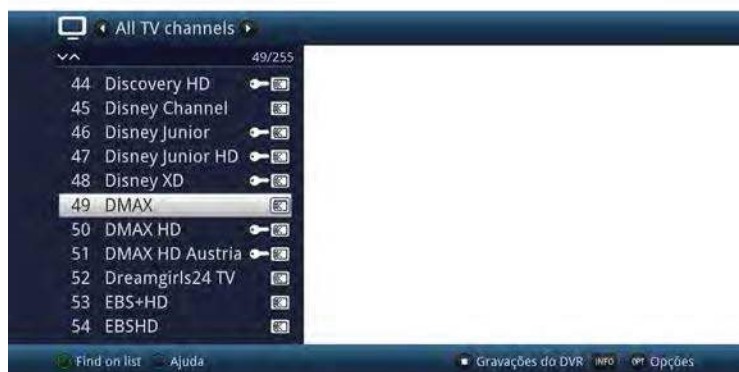 All TV channels
49/255
44 Discovery HD
45 Disney Channel
46 Disney Junior
47 Disney Junior HD
48 Disney XD
49 DMAX
50 DMAX HD
51 DMAX HD Austria
52 Dreamgirls24 TV
53 EBS+HD
54 EBSHD
Find on list Ajuda Gravações do DVR INFO OPT Opções